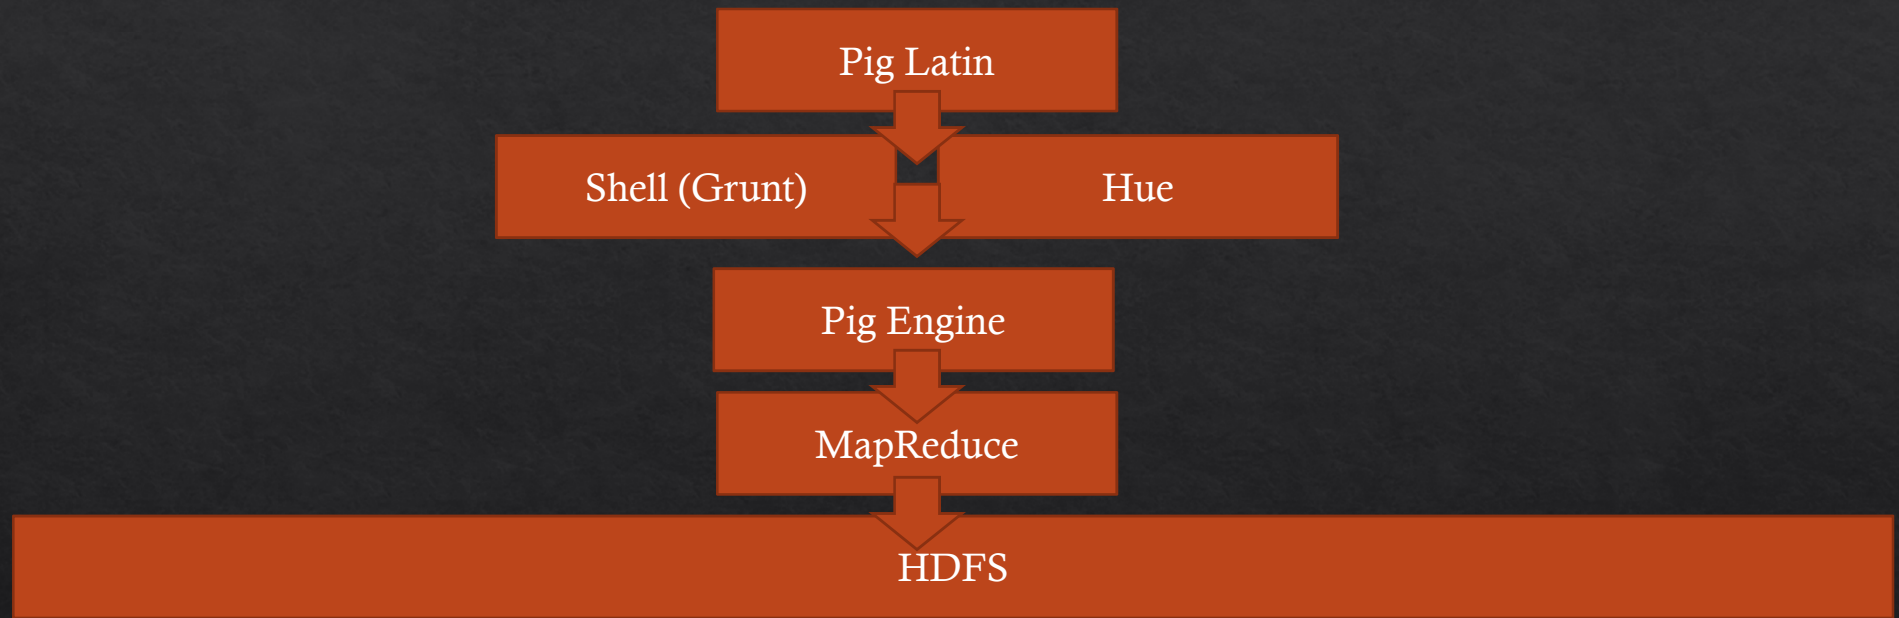 Pig Latin
Shell (Grunt)
Hue
Pig Engine
MapReduce
HDFS